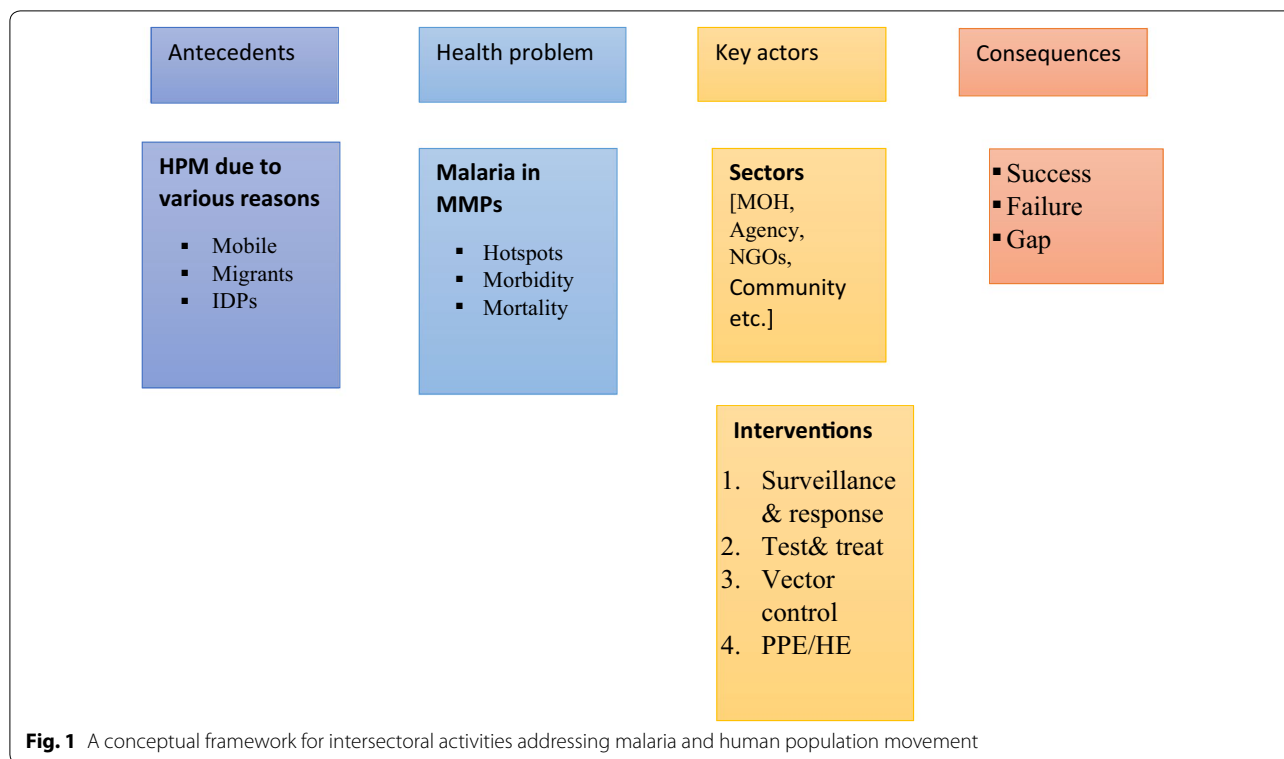 Antecedents
Health problem
Key actors
Consequences
HPM due to
various reasons
▪ Mobile
▪ Migrants
▪ IDPs
Malaria in
MMPs
▪ Hotspots
▪ Morbidity
▪ Mortality
Sectors
[MOH,
Agency,
NGOs,
Community
etc.]
Interventions
1. Surveillance
& response
2. Test& treat
3. Vector
control
4. PPE/HE
▪ Success
▪ Failure
▪ Gap
Fig. 1 A conceptual framework for intersectoral activities addressing malaria and human population movement